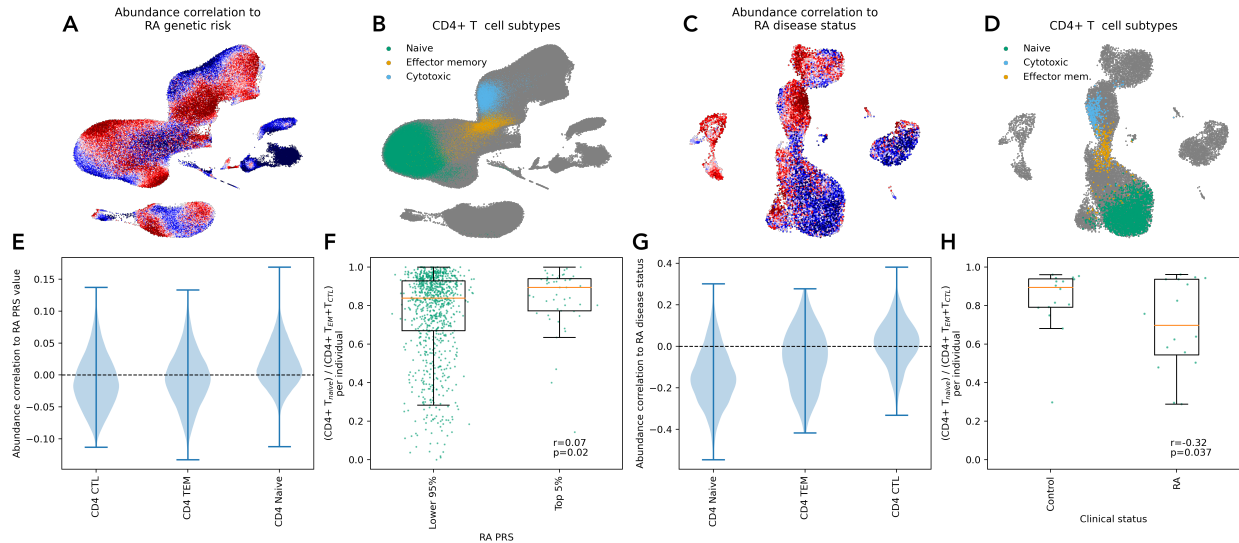 A
Abundance correlation to
RA genetic risk
B
CD4+ T cell subtypes
Naive
Effector memory
Cytotoxic
C
Abundance correlation to
RA disease status
D
CD4+ T cell subtypes
Naive
Cytotoxic
Effector mem.
E
Abundance correlation to RA PRS value
0.15
0.10
0.05
0.00
−0.05
−0.10
CD4 CTL
CD4 TEM
CD4 Naive
F
(CD4+ Tnaive) / (CD4+ TEM+TCTL)
per individual
1.0
0.8
0.6
0.4
0.2
0.0
r=0.07
p=0.02
Lower 95%
Top 5%
RA PRS
G
Abundance correlation to RA disease status
0.4
0.2
0.0
−0.2
−0.4
CD4 Naive
CD4 TEM
CD4 CTL
H
(CD4+ Tnaive) / (CD4+ TEM+TCTL)
per individual
1.0
0.8
0.6
0.4
0.2
0.0
r=-0.32
p=0.037
Control
RA
Clinical status